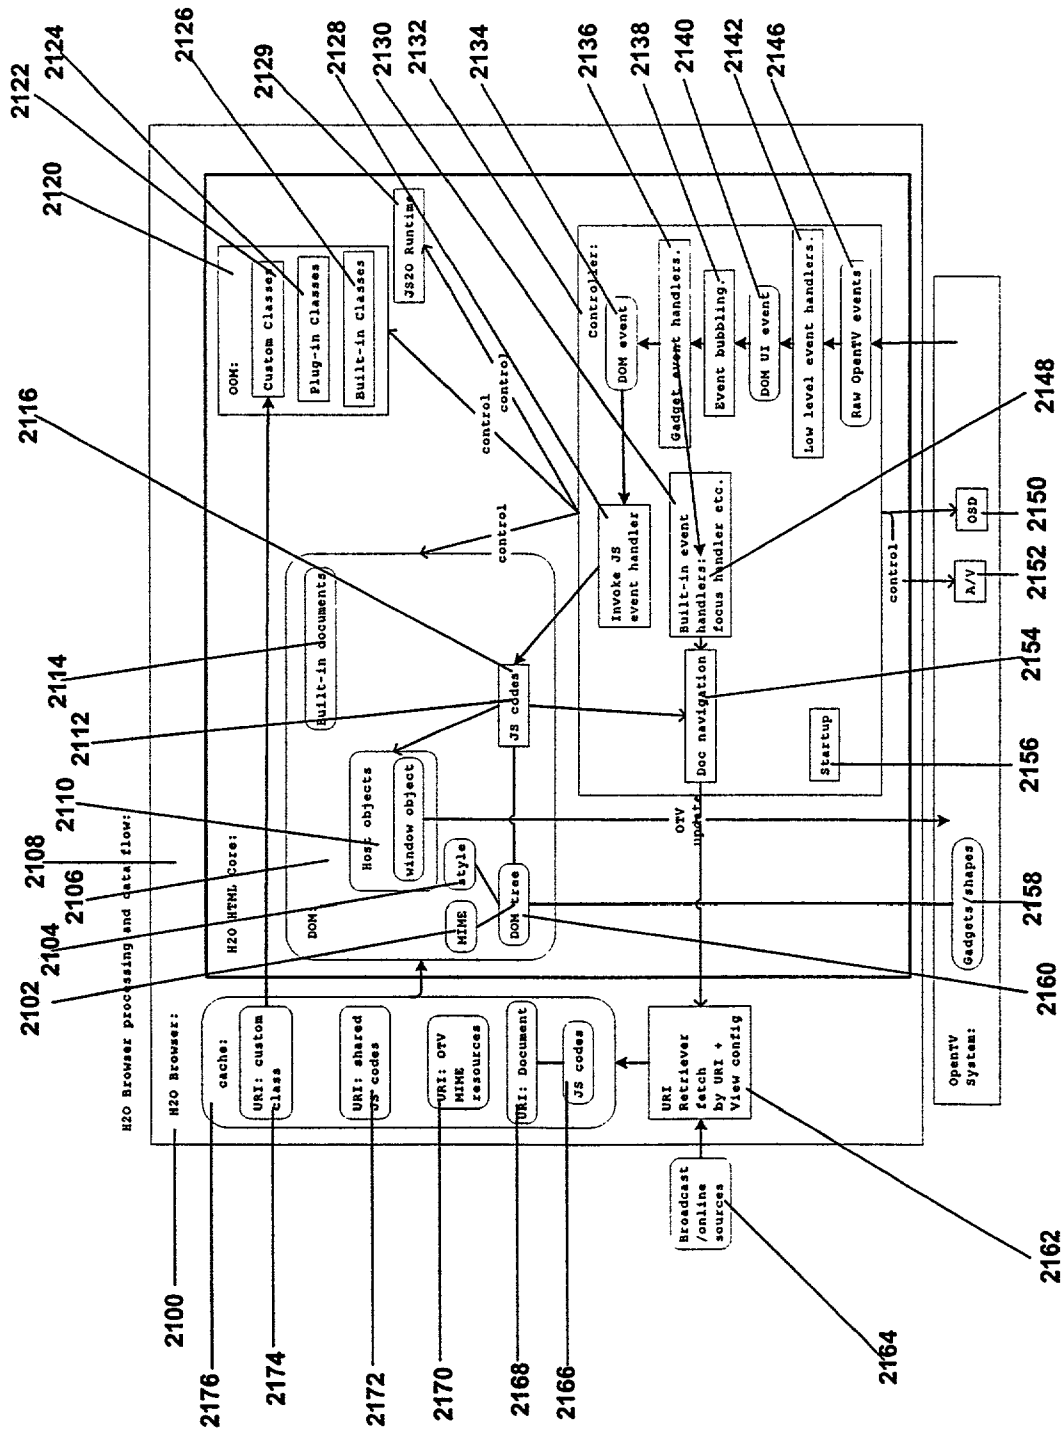 H2O Browser procesing and data flow:
2100
H2O Browser:
2108
H2O HTML Core:
2176
cache:
2174
URI: custom
class
2172
URI: shared
JS codes
2170
URI: OTV
MIME
resources
2168
URI: Document
2166
JS codes
2164
Broadcast
/online
sources
2162
URI
Retriever
fetch
by URI +
View config
2106
DOM:
2102
MIME
2104
style
2160
DOM tree
2110
Host objects
window object
2112
2116
JS codes
2114
Built-in documents
2120
OOM:
2122
Custom Classes
2124
Plug-in Classes
2126
Built-in Classes
2129
JS2O Runtime
control
control
control
2132
Controller:
2128
Invoke JS
event handler
2134
DOM event
2136
Gadget event handlers.
2138
Event bubbling.
2140
DOM UI event
2142
Low level event handlers.
2146
Raw OpenTV events
2130
2148
Built-in event
handlers:
focus handler etc.
2154
Doc navigation
2156
Startup
OTV
update
control
2150
OSD
2152
A/V
2158
Gadgets/shapes
OpenTV
System: